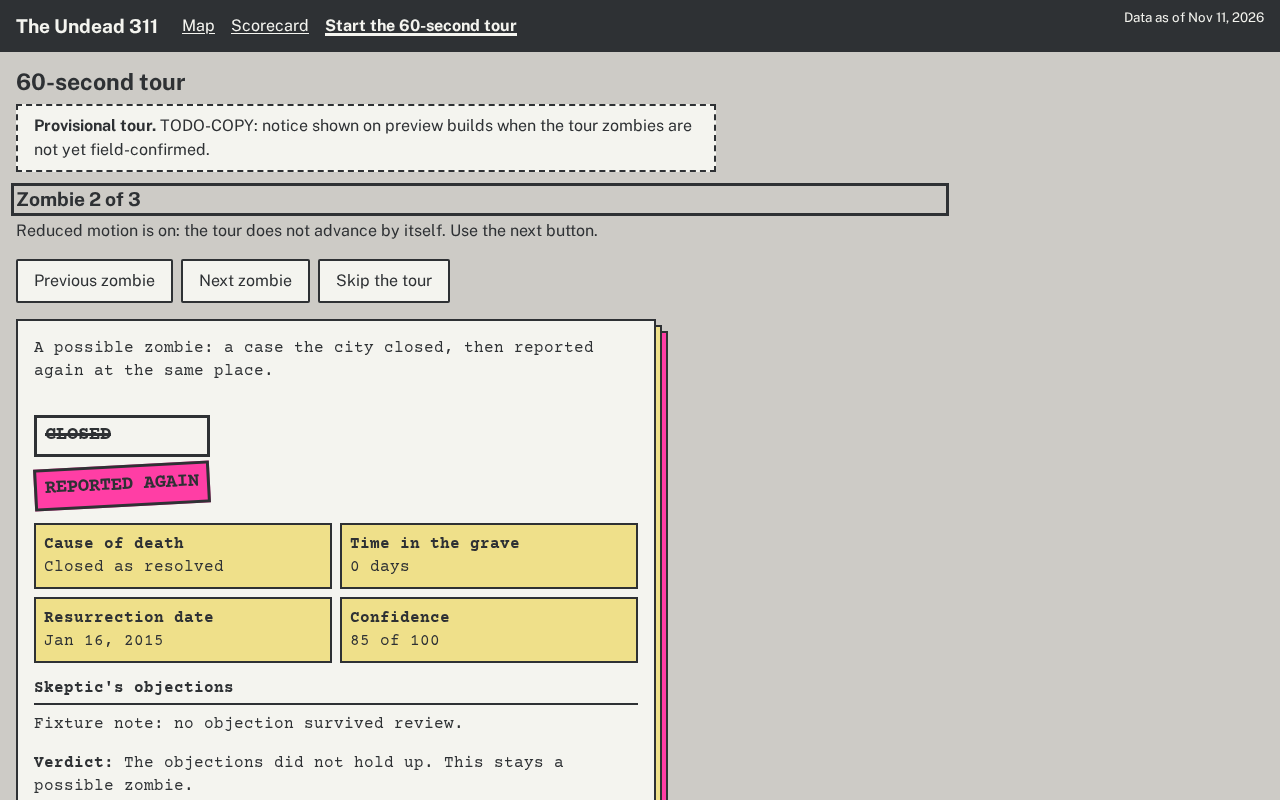 The Undead 311 Map Scorecard Start the 60-second tour Data as of Nov 11, 2026
60-second tour
Provisional tour. TODO-COPY: notice shown on preview builds when the tour zombies are
not yet field-confirmed.
Zombie 2 of 3
Reduced motion is on: the tour does not advance by itself. Use the next button.
Previous zombie Next zombie Skip the tour
A possible zombie: a case the city closed, then reported
again at the same place.
CLOSED
REPORTED AGAIN
Cause of death Time in the grave
Closed as resolved 0 days
Resurrection date Confidence
Jan 16, 2015 85 of 100
Skeptic's objections
Fixture note: no objection survived review.
Verdict: The objections did not hold up. This stays a
possible zombie.